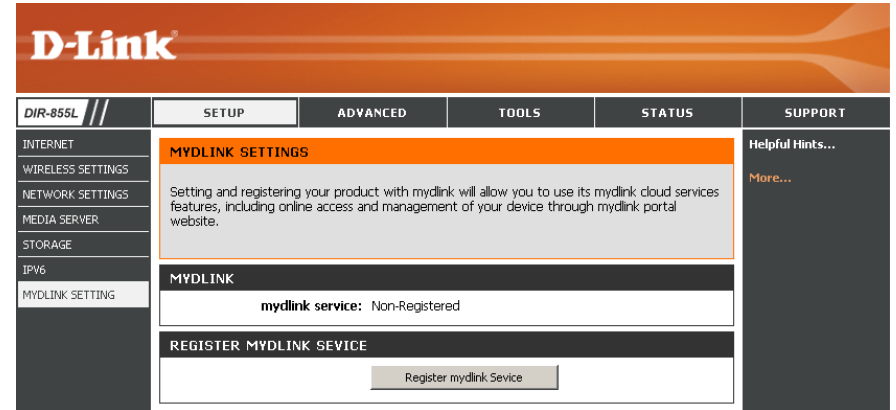 D-Link®
DIR-855L
SETUP
ADVANCED
TOOLS
STATUS
SUPPORT
INTERNET
WIRELESS SETTINGS
NETWORK SETTINGS
MEDIA SERVER
STORAGE
IPV6
MYDLINK SETTING
MYDLINK SETTINGS
Setting and registering your product with mydlink will allow you to use its mydlink cloud services
features, including online access and management of your device through mydlink portal
website.
MYDLINK
mydlink service: Non-Registered
REGISTER MYDLINK SEVICE
Register mydlink Sevice
Helpful Hints...
More...